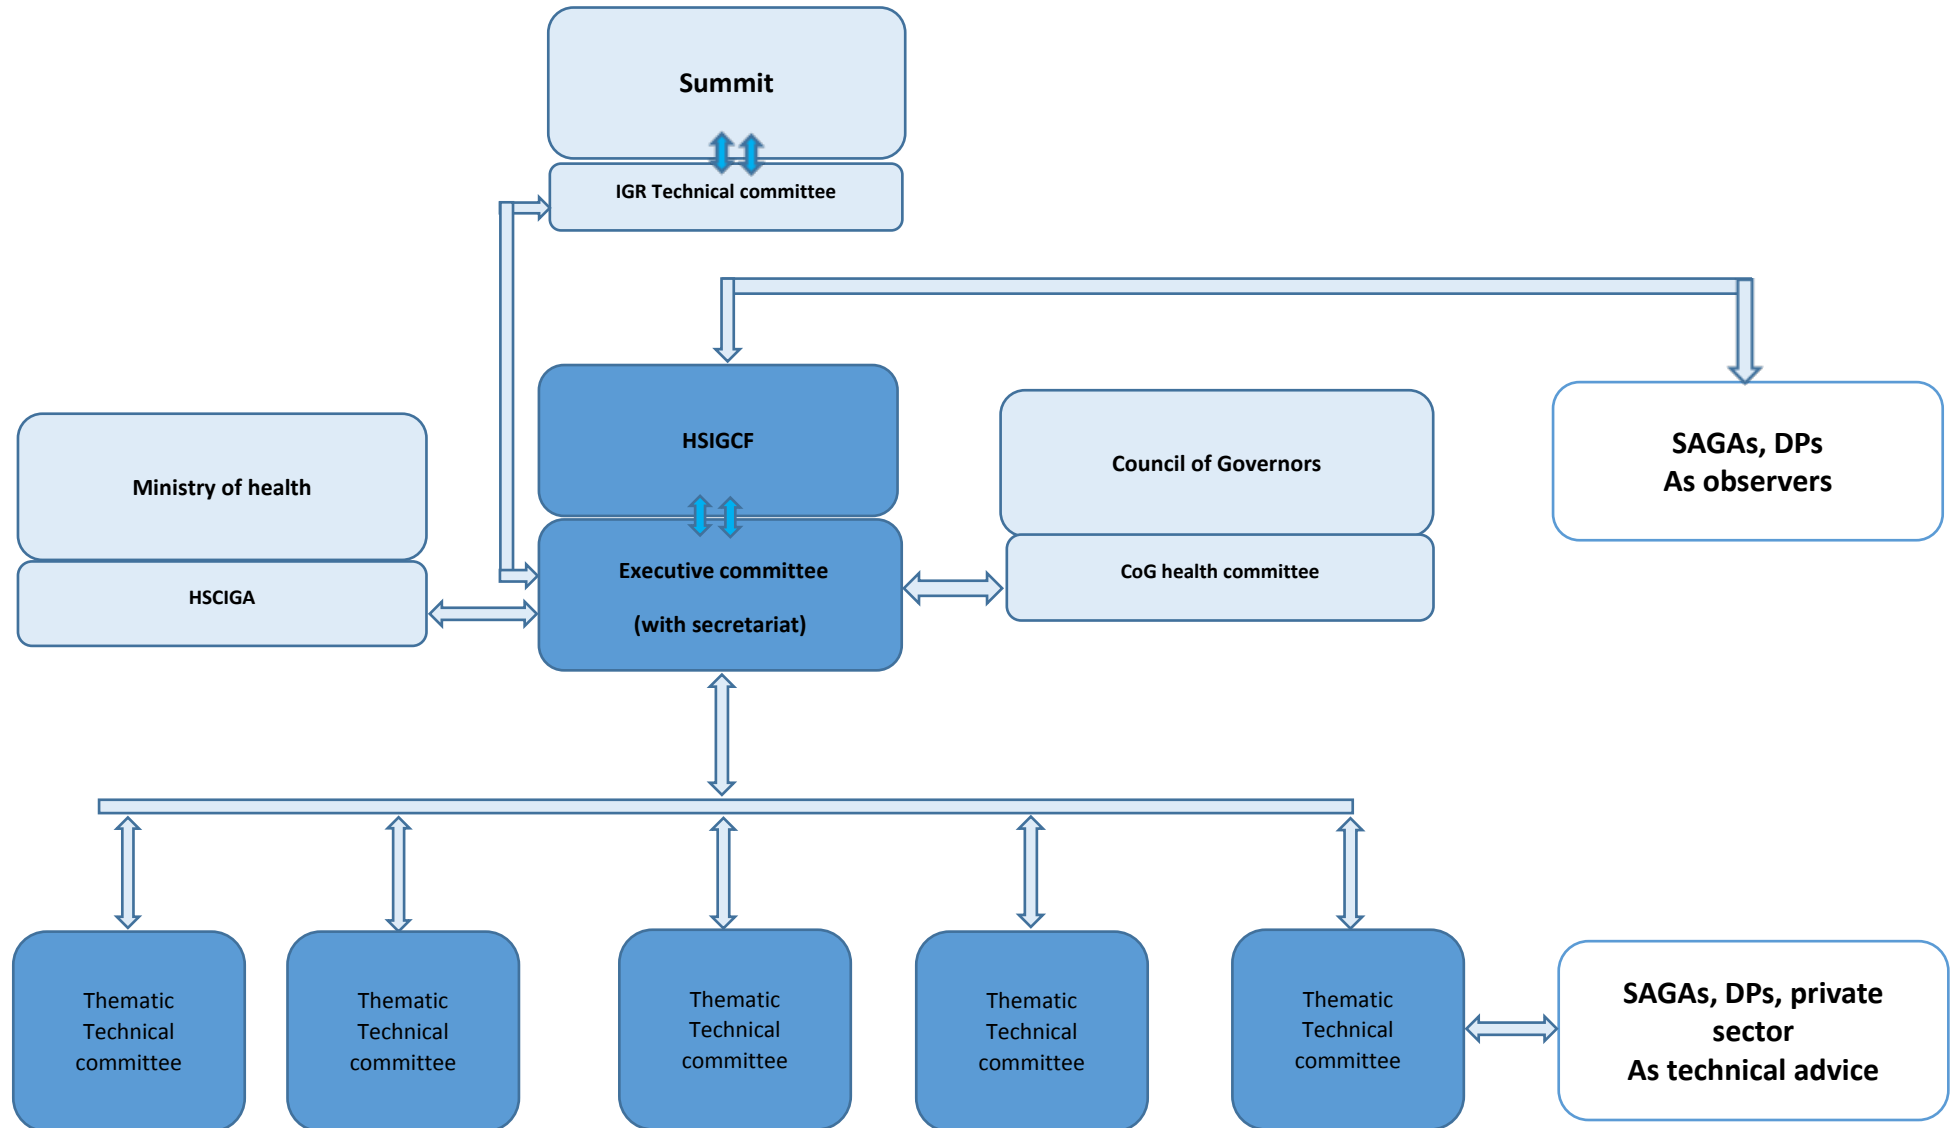 Summit
IGR Technical committee
HSIGCF
Ministry of health
Council of Governors
SAGAs, DPs
As observers
HSCIGA
Executive committee
(with secretariat)
CoG health committee
Thematic
Technical
committee
Thematic
Technical
committee
Thematic
Technical
committee
Thematic
Technical
committee
Thematic
Technical
committee
SAGAs, DPs, private
sector
As technical advice